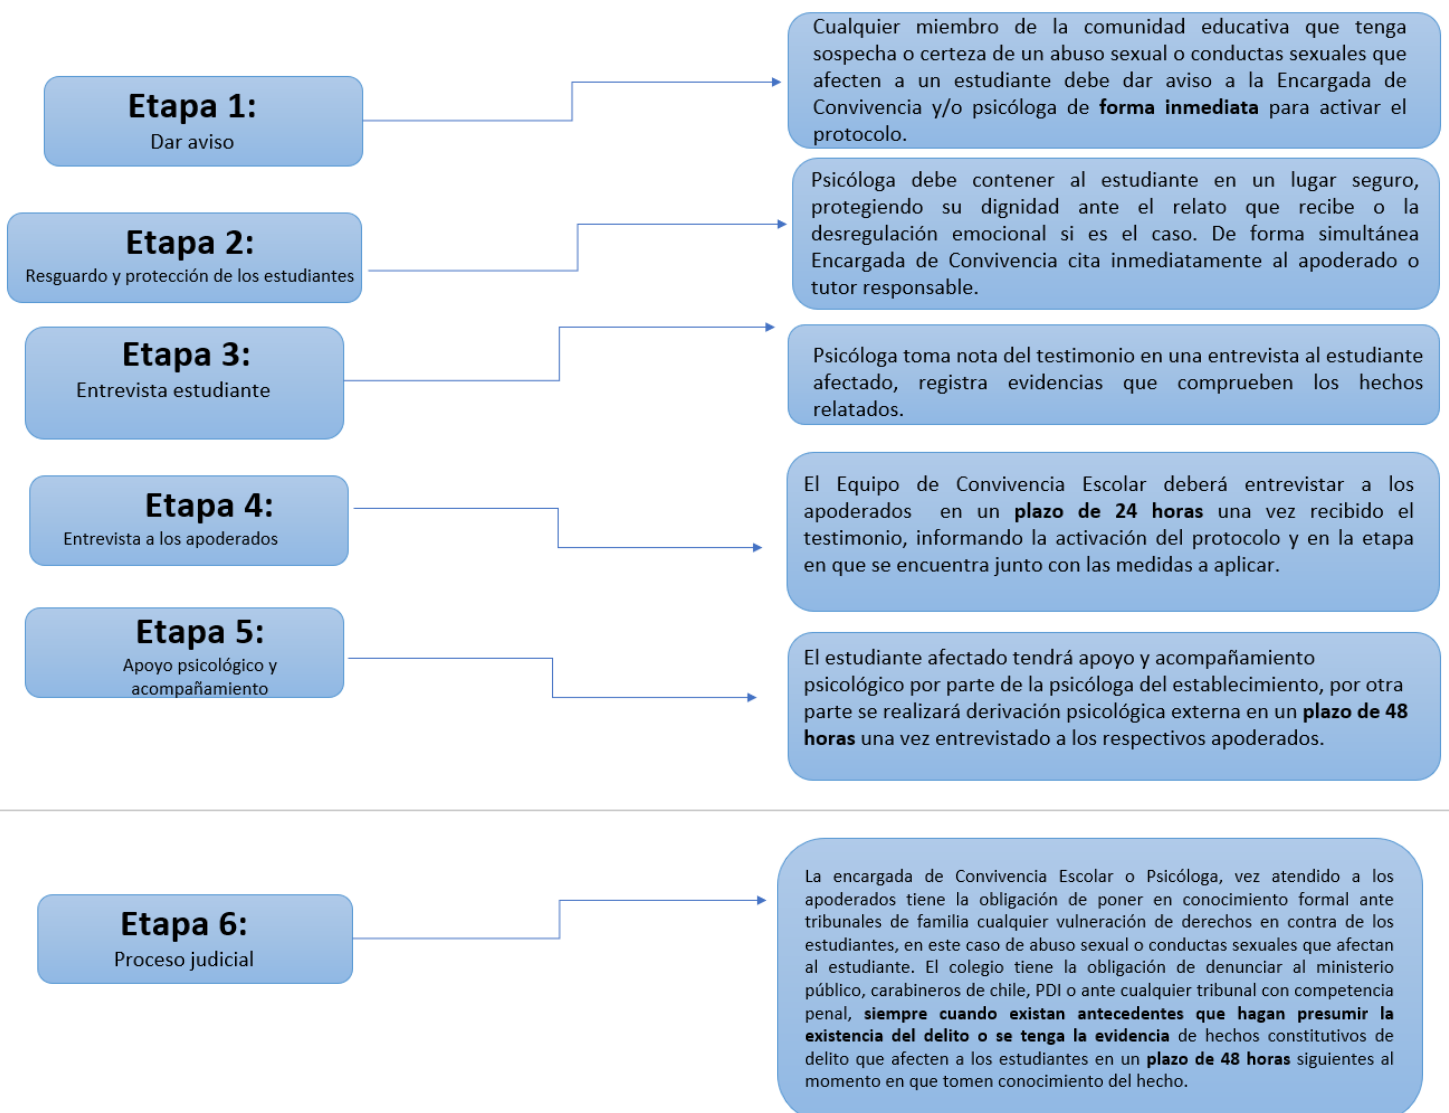 Etapa 1:
Dar aviso
Cualquier miembro de la comunidad educativa que tenga
sospecha o certeza de un abuso sexual o conductas sexuales que
afecten a un estudiante debe dar aviso a la Encargada de
Convivencia y/o psicóloga de forma inmediata para activar el
protocolo.
Etapa 2:
Resguardo y protección de los estudiantes
Psicóloga debe contener al estudiante en un lugar seguro,
protegiendo su dignidad ante el relato que recibe o la
desregulación emocional si es el caso. De forma simultánea
Encargada de Convivencia cita inmediatamente al apoderado o
tutor responsable.
Etapa 3:
Entrevista estudiante
Psicóloga toma nota del testimonio en una entrevista al estudiante
afectado, registra evidencias que comprueben los hechos
relatados.
Etapa 4:
Entrevista a los apoderados
El Equipo de Convivencia Escolar deberá entrevistar a los
apoderados en un plazo de 24 horas una vez recibido el
testimonio, informando la activación del protocolo y en la etapa
en que se encuentra junto con las medidas a aplicar.
Etapa 5:
Apoyo psicológico y
acompañamiento
El estudiante afectado tendrá apoyo y acompañamiento
psicológico por parte de la psicóloga del establecimiento, por otra
parte se realizará derivación psicológica externa en un plazo de 48
horas una vez entrevistado a los respectivos apoderados.
Etapa 6:
Proceso judicial
La encargada de Convivencia Escolar o Psicóloga, vez atendido a los
apoderados tiene la obligación de poner en conocimiento formal ante
tribunales de familia cualquier vulneración de derechos en contra de los
estudiantes, en este caso de abuso sexual o conductas sexuales que afectan
al estudiante. El colegio tiene la obligación de denunciar al ministerio
público, carabineros de chile, PDI o ante cualquier tribunal con competencia
penal, siempre cuando existan antecedentes que hagan presumir la
existencia del delito o se tenga la evidencia de hechos constitutivos de
delito que afecten a los estudiantes en un plazo de 48 horas siguientes al
momento en que tomen conocimiento del hecho.